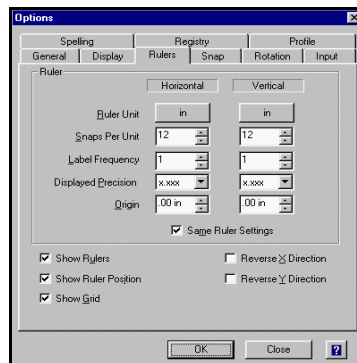 Options
Spelling Registry Profile
General Display Rulers Snap Rotation Input
Ruler
Horizontal Vertical
Ruler Unit in in
Snaps Per Unit 12 12
Label Frequency 1 1
Displayed Precision x.xxx x.xxx
Origin .00 in .00 in
Same Ruler Settings
Show Rulers Reverse X Direction
Show Ruler Position Reverse Y Direction
Show Grid
OK Close ?